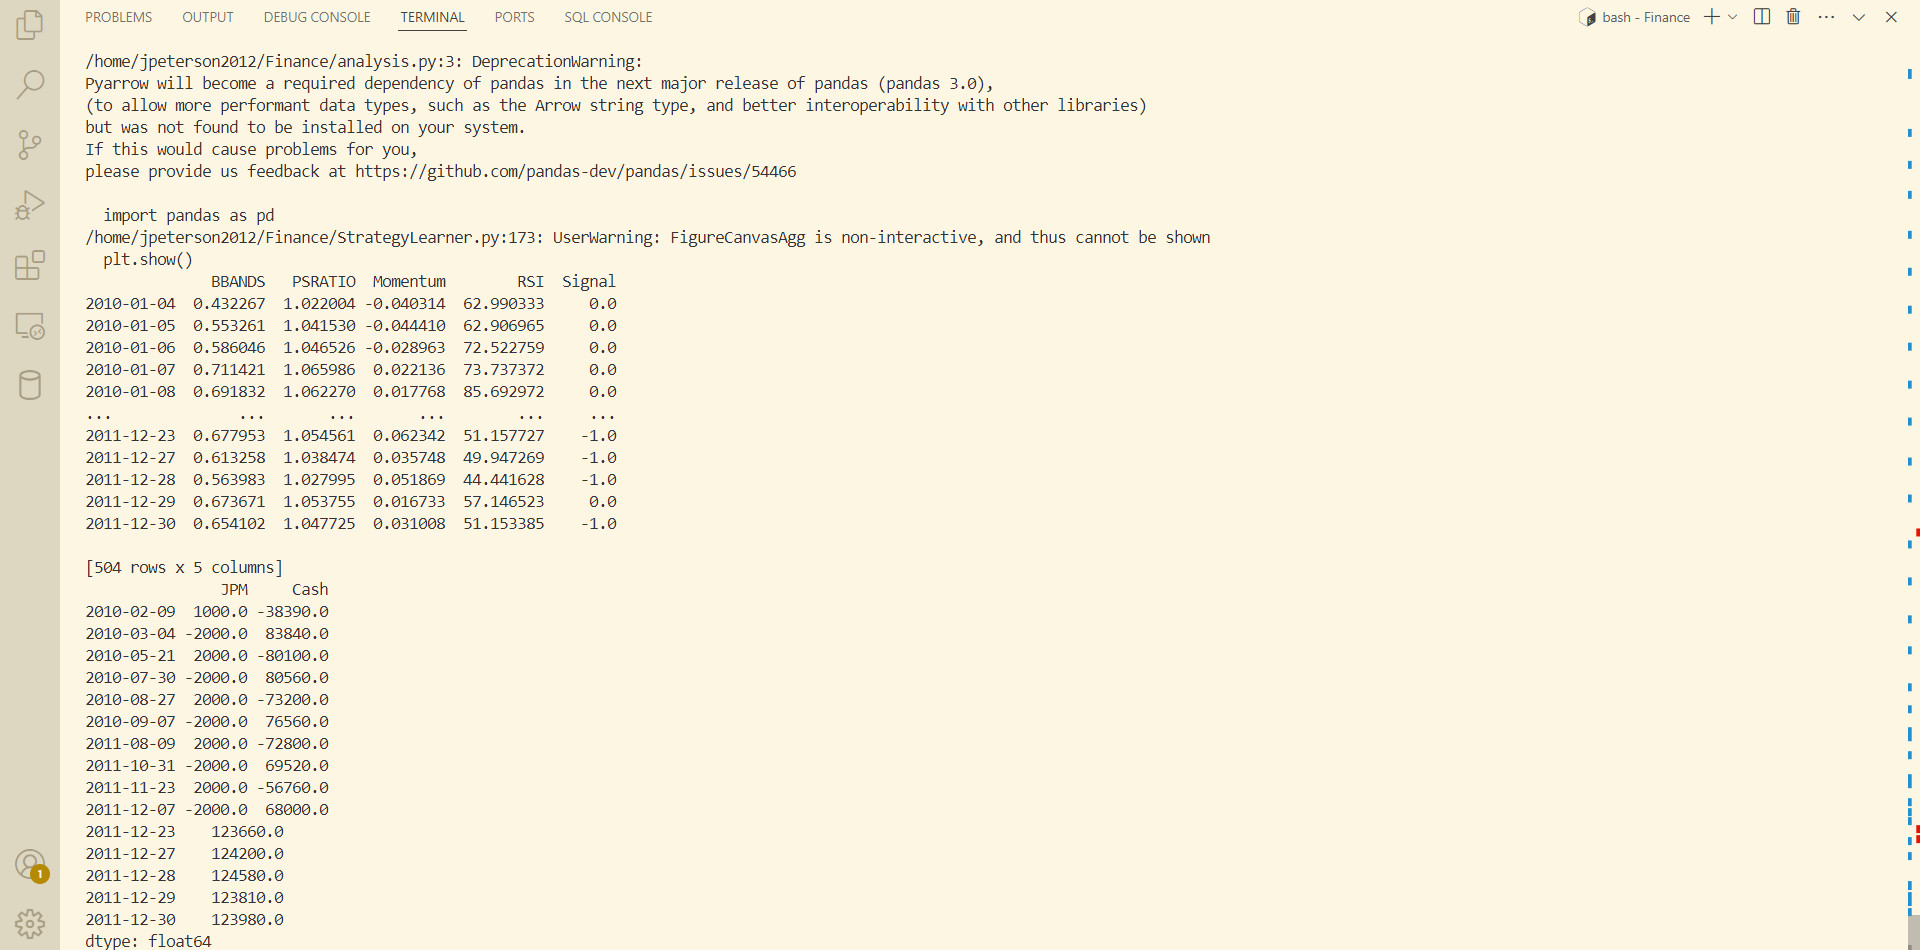 PROBLEMS OUTPUT DEBUG CONSOLE TERMINAL PORTS SQL CONSOLE bash - Finance
/home/jpeterson2012/Finance/analysis.py:3: DeprecationWarning:
Pyarrow will become a required dependency of pandas in the next major release of pandas (pandas 3.0),
(to allow more performant data types, such as the Arrow string type, and better interoperability with other libraries)
but was not found to be installed on your system.
If this would cause problems for you,
please provide us feedback at https://github.com/pandas-dev/pandas/issues/54466
  import pandas as pd
/home/jpeterson2012/Finance/StrategyLearner.py:173: UserWarning: FigureCanvasAgg is non-interactive, and thus cannot be shown
  plt.show()
              BBANDS   PSRATIO  Momentum        RSI  Signal
2010-01-04  0.432267  1.022004 -0.040314  62.990333     0.0
2010-01-05  0.553261  1.041530 -0.044410  62.906965     0.0
2010-01-06  0.586046  1.046526 -0.028963  72.522759     0.0
2010-01-07  0.711421  1.065986  0.022136  73.737372     0.0
2010-01-08  0.691832  1.062270  0.017768  85.692972     0.0
...              ...       ...       ...        ...     ...
2011-12-23  0.677953  1.054561  0.062342  51.157727    -1.0
2011-12-27  0.613258  1.038474  0.035748  49.947269    -1.0
2011-12-28  0.563983  1.027995  0.051869  44.441628    -1.0
2011-12-29  0.673671  1.053755  0.016733  57.146523     0.0
2011-12-30  0.654102  1.047725  0.031008  51.153385    -1.0
[504 rows x 5 columns]
               JPM     Cash
2010-02-09  1000.0 -38390.0
2010-03-04 -2000.0  83840.0
2010-05-21  2000.0 -80100.0
2010-07-30 -2000.0  80560.0
2010-08-27  2000.0 -73200.0
2010-09-07 -2000.0  76560.0
2011-08-09  2000.0 -72800.0
2011-10-31 -2000.0  69520.0
2011-11-23  2000.0 -56760.0
2011-12-07 -2000.0  68000.0
2011-12-23    123660.0
2011-12-27    124200.0
2011-12-28    124580.0
2011-12-29    123810.0
2011-12-30    123980.0
dtype: float64
1